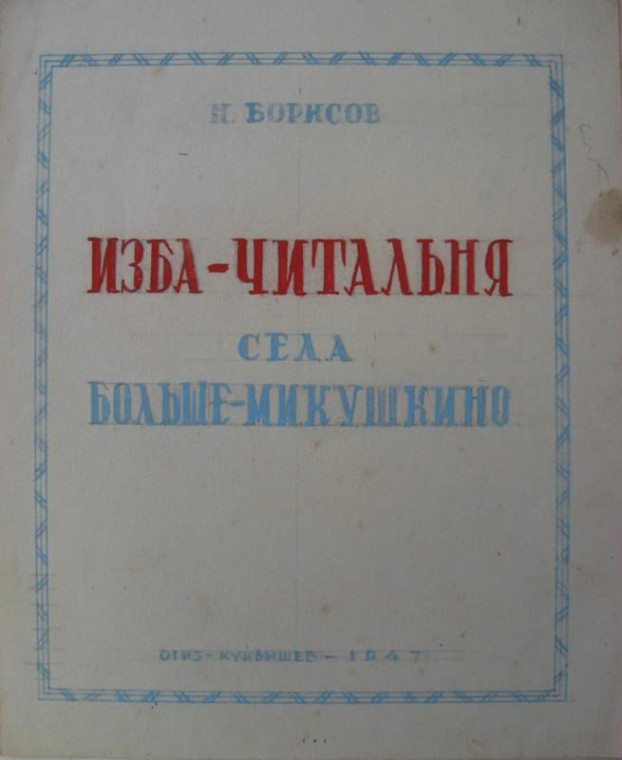 Н. БОРИСОВ
ИЗБА-ЧИТАЛЬНЯ
СЕЛА
БОЛЬШЕ-МИКУШКИНО
ОГИЗ-КУЙБЫШЕВ-1947